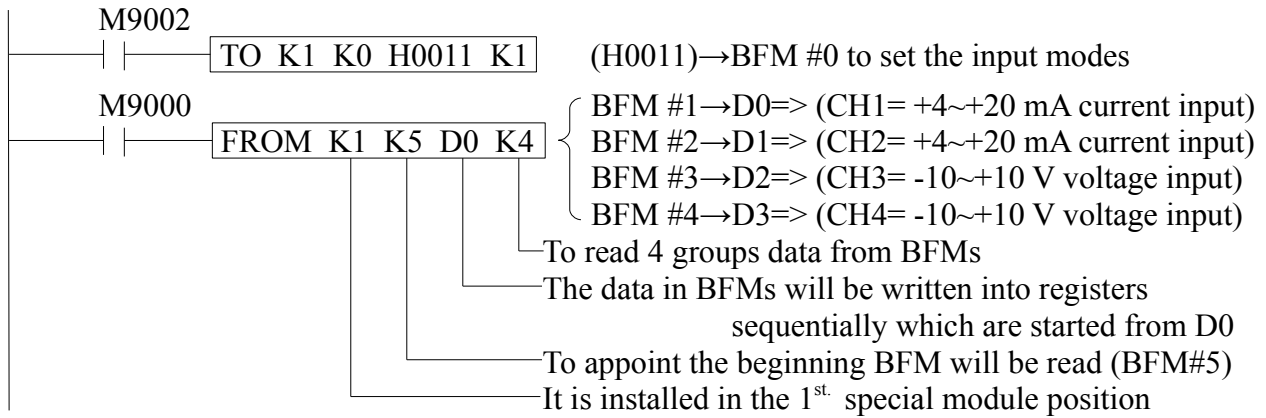 M9002
TO K1 K0 H0011 K1 (H0011)→BFM #0 to set the input modes
M9000
FROM K1 K5 D0 K4
BFM #1→D0=> (CH1= +4~+20 mA current input)
BFM #2→D1=> (CH2= +4~+20 mA current input)
BFM #3→D2=> (CH3= -10~+10 V voltage input)
BFM #4→D3=> (CH4= -10~+10 V voltage input)
To read 4 groups data from BFMs
The data in BFMs will be written into registers
sequentially which are started from D0
To appoint the beginning BFM will be read (BFM#5)
It is installed in the 1st. special module position